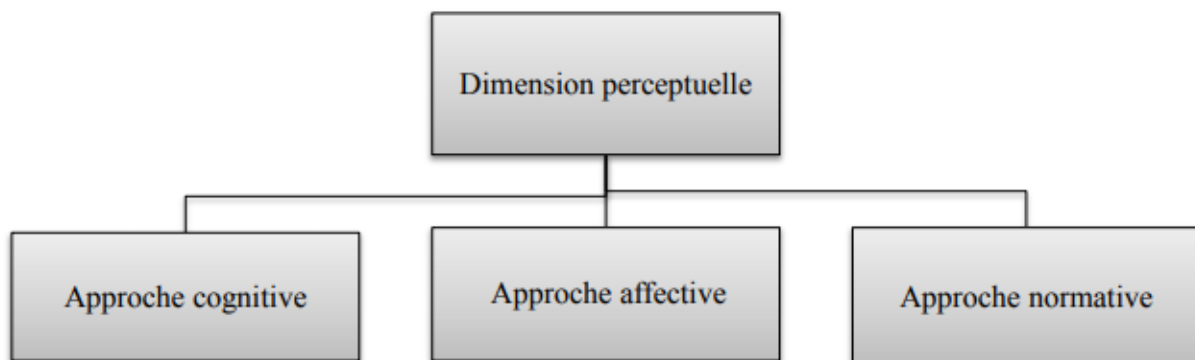 Dimension perceptuelle
Approche cognitive
Approche affective
Approche normative